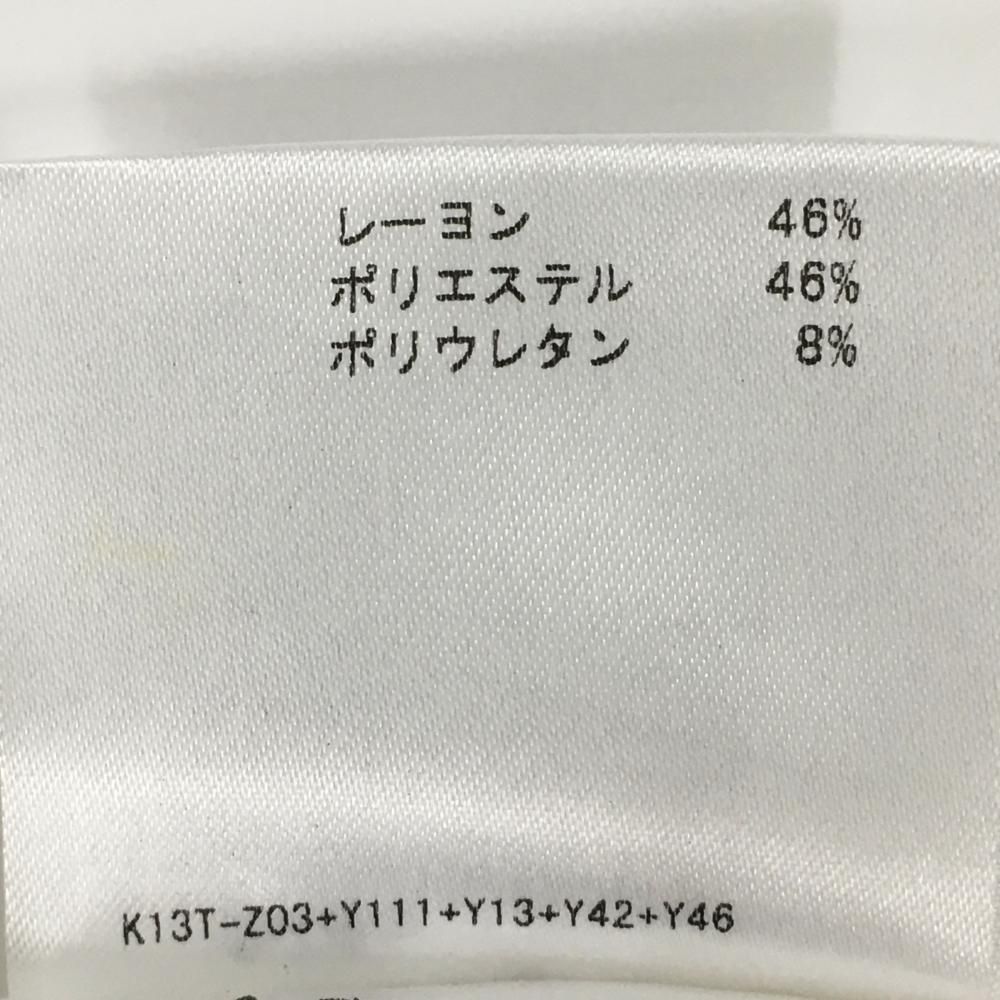 レーヨン 46%
ポリエステル 46%
ポリウレタン 8%
K13T-Z03+Y111+Y13+Y42+Y46